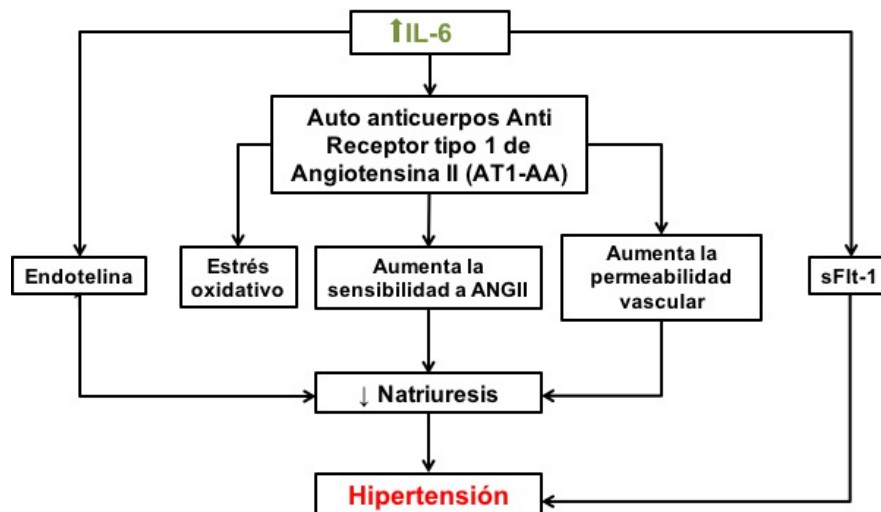 ⬆IL-6
Auto anticuerpos Anti
Receptor tipo 1 de
Angiotensina II (AT1-AA)
Endotelina
Estrés
oxidativo
Aumenta la
sensibilidad a ANGII
Aumenta la
permeabilidad
vascular
sFlt-1
↓ Natriuresis
Hipertensión